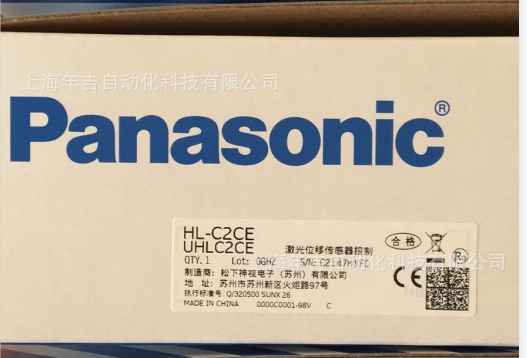 上海年吉自动化科技有限公司
Panasonic®
HL-C2CE
UHLC2CE
激光位移传感器控制
合格
QTY. 1 Lot:
制造商: 松下神视电子（苏州）有限公司
地 址: 苏州市苏州新区火炬路97号
执行标准号: Q/320500 SUNX 26
MADE IN CHINA 0000C0001-98V C
CE
R